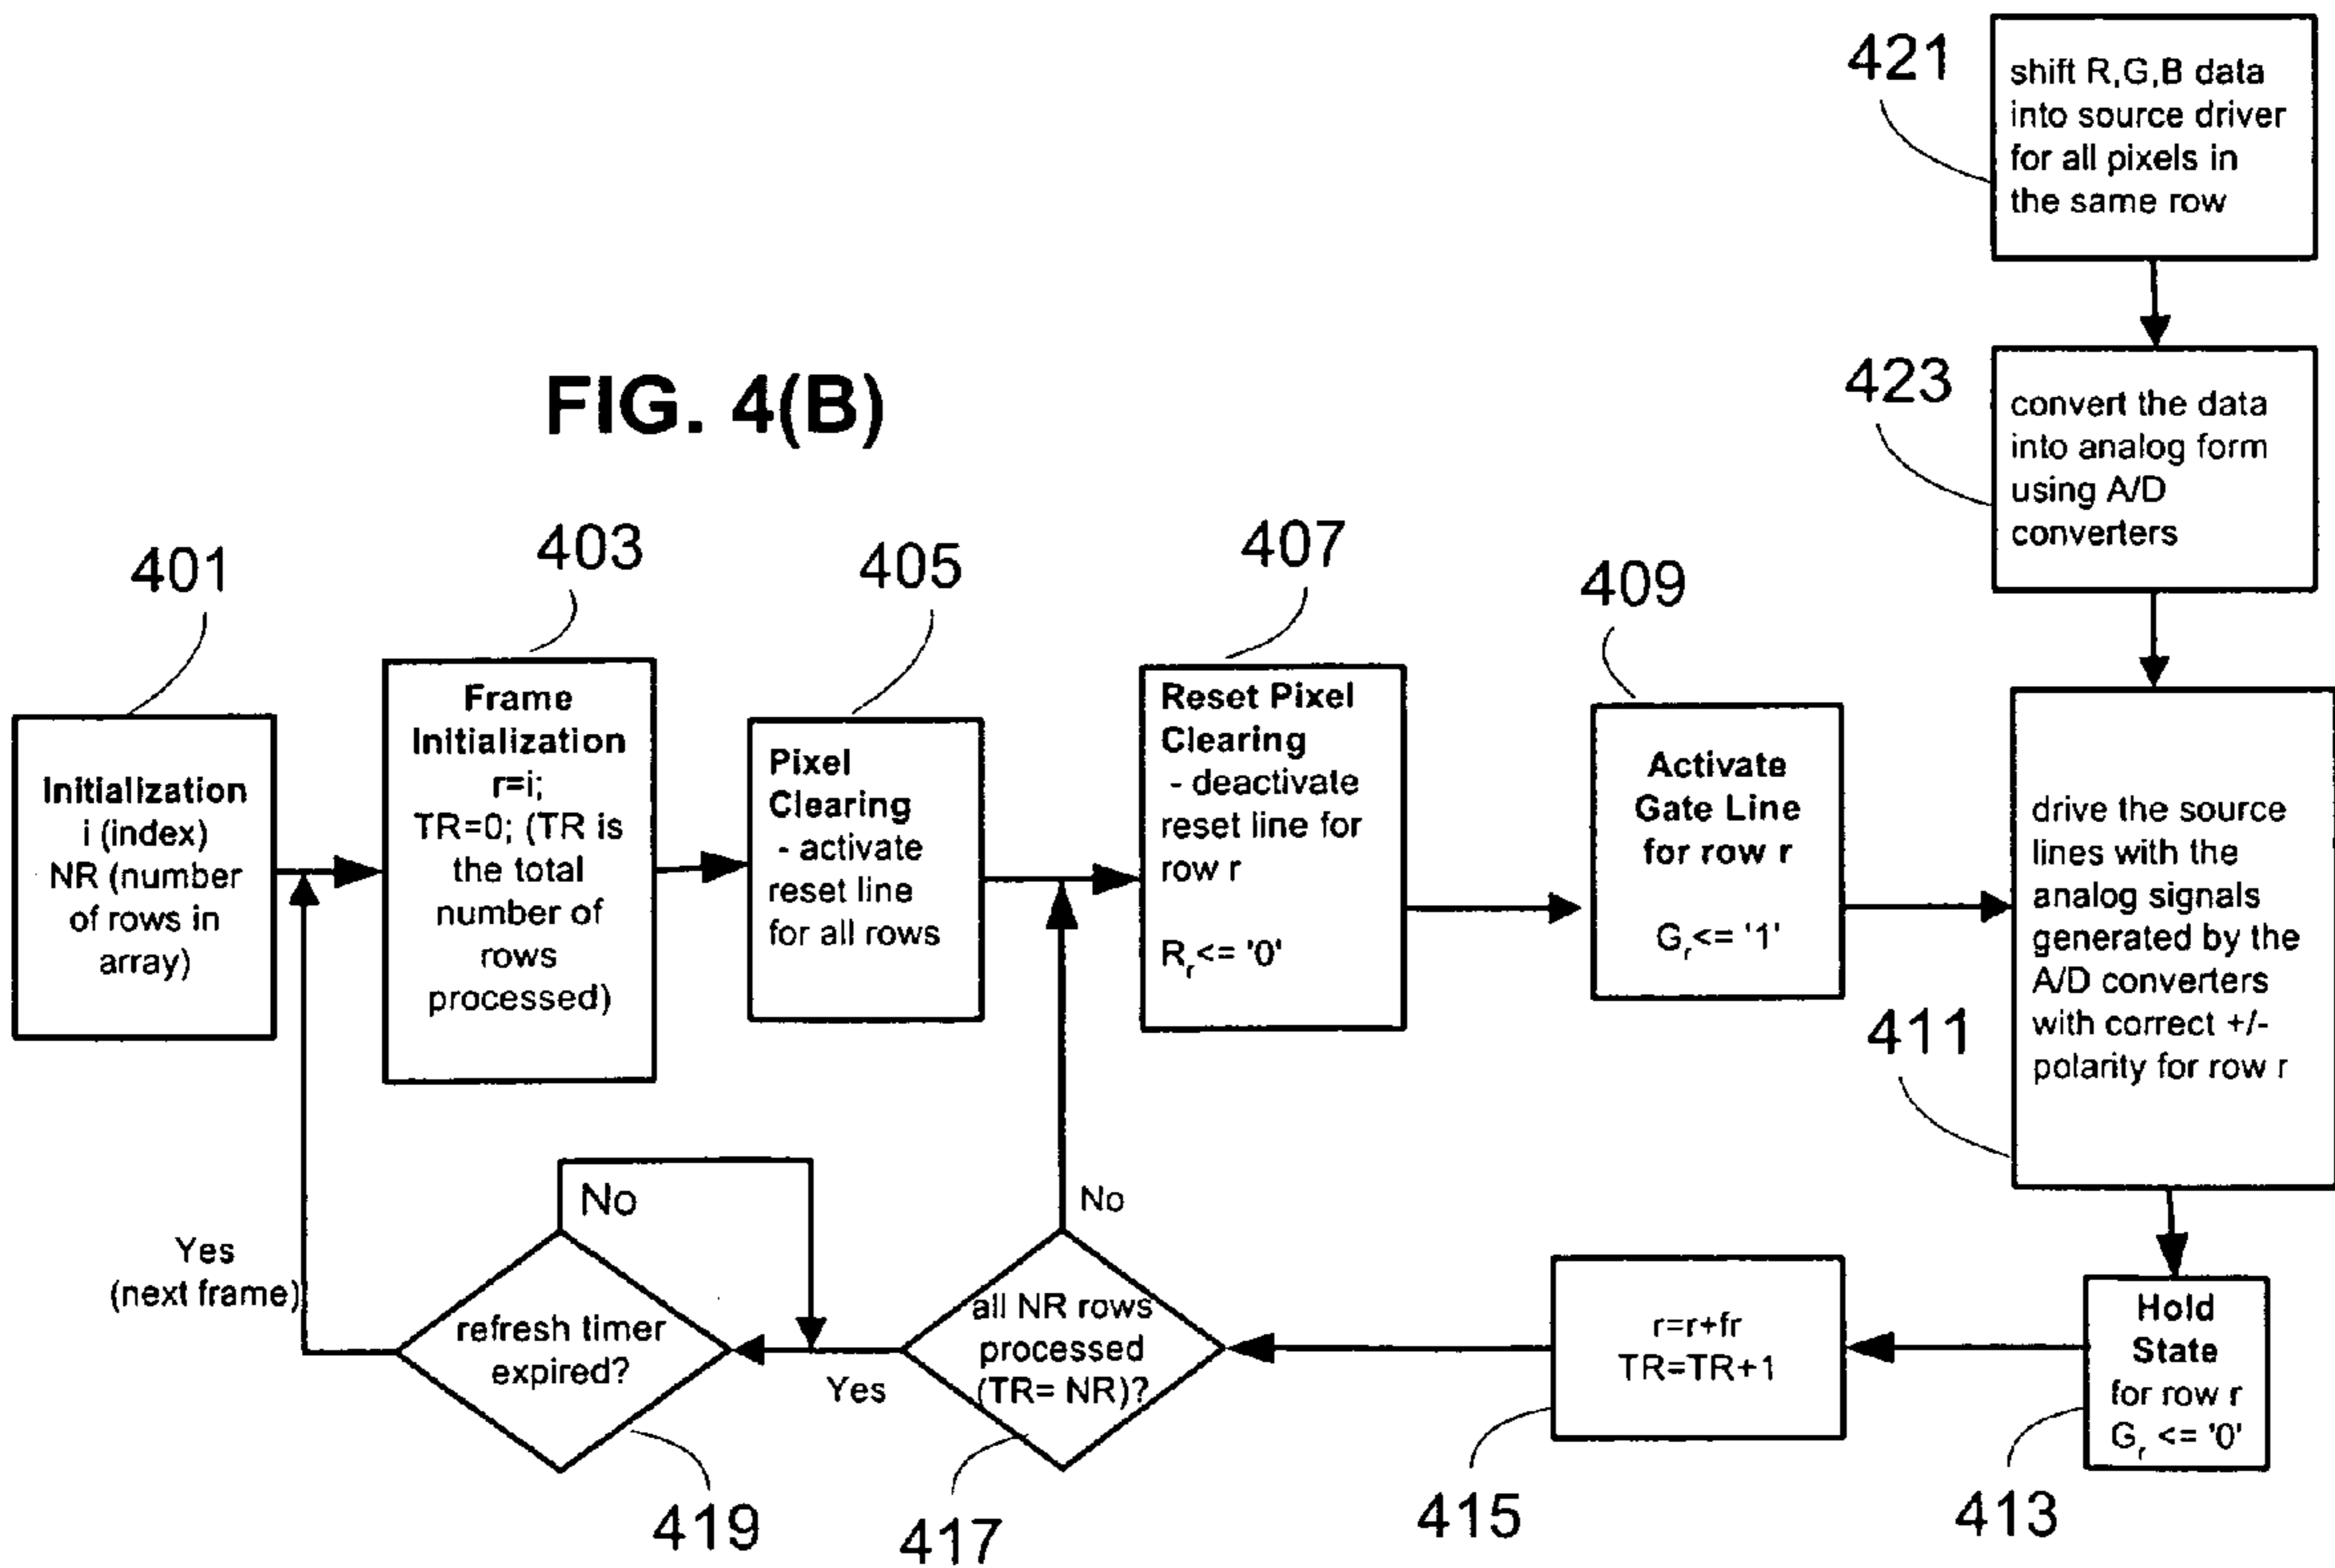 421
shift R,G,B data
into source driver
for all pixels in
the same row
FIG. 4(B)
423
convert the data
into analog form
using A/D
converters
401
Initialization
i (index)
NR (number
of rows in
array)
403
Frame
Initialization
r=i;
TR=0; (TR is
the total
number of
rows
processed)
405
Pixel
Clearing
- activate
reset line
for all rows
407
Reset Pixel
Clearing
- deactivate
reset line for
row r
Rr<= '0'
409
Activate
Gate Line
for row r
Gr<= '1'
drive the source
lines with the
analog signals
generated by the
A/D converters
with correct +/-
polarity for row r
411
Hold
State
for row r
Gr <= '0'
413
r=r+fr
TR=TR+1
415
No
all NR rows
processed
(TR= NR)?
Yes
417
No
refresh timer
expired?
419
Yes
(next frame)